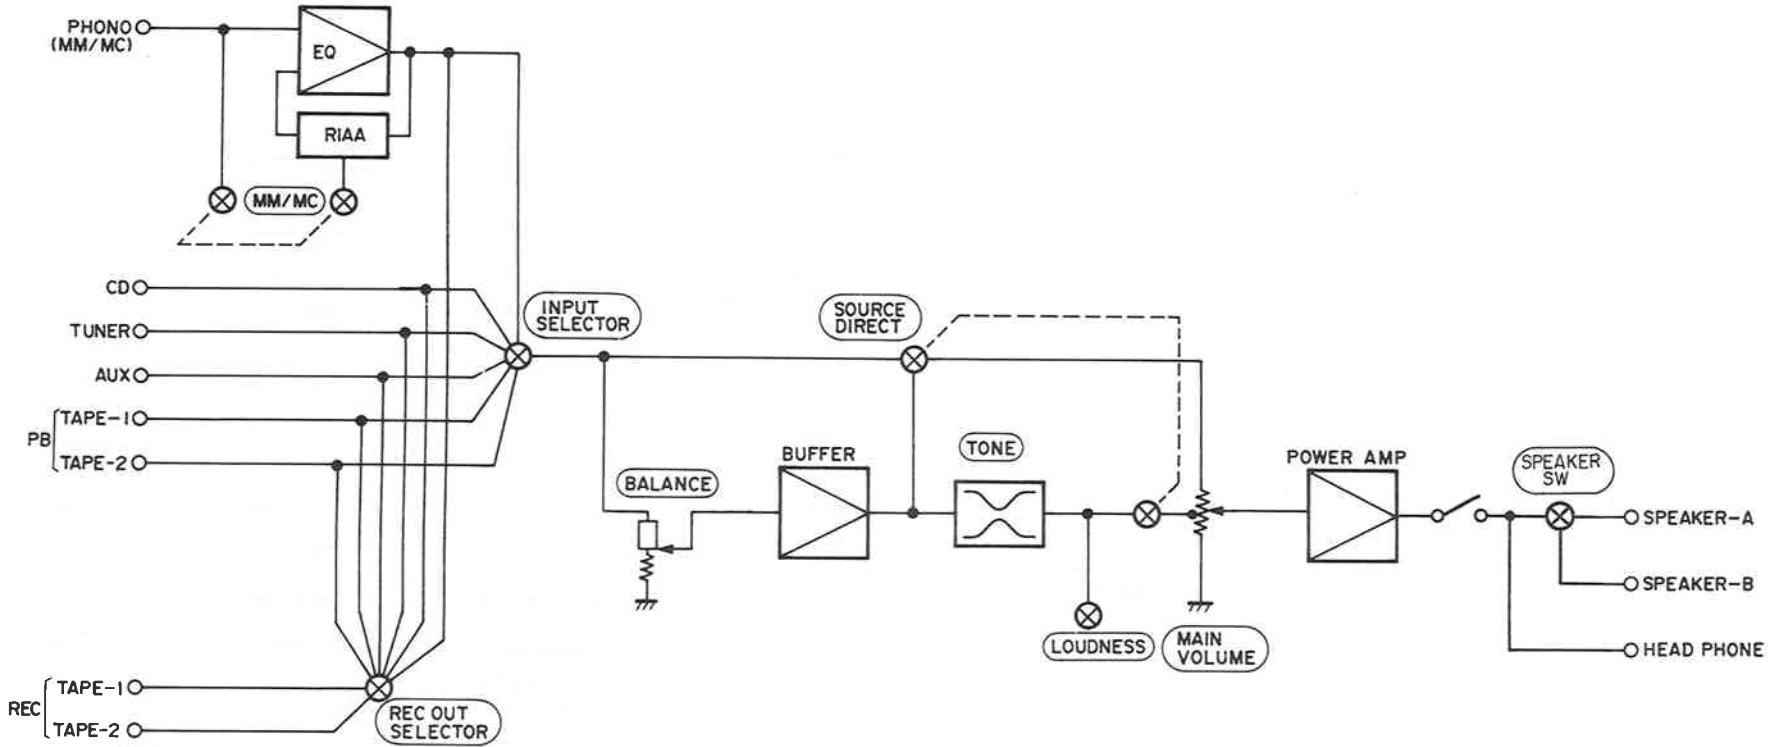 PHONO
(MM/MC)
EQ
RIAA
MM/MC
CD
TUNER
AUX
PB
TAPE-1
TAPE-2
INPUT
SELECTOR
SOURCE
DIRECT
BALANCE
BUFFER
TONE
LOUDNESS
MAIN
VOLUME
POWER AMP
SPEAKER
SW
SPEAKER-A
SPEAKER-B
HEAD PHONE
REC
TAPE-1
TAPE-2
REC OUT
SELECTOR